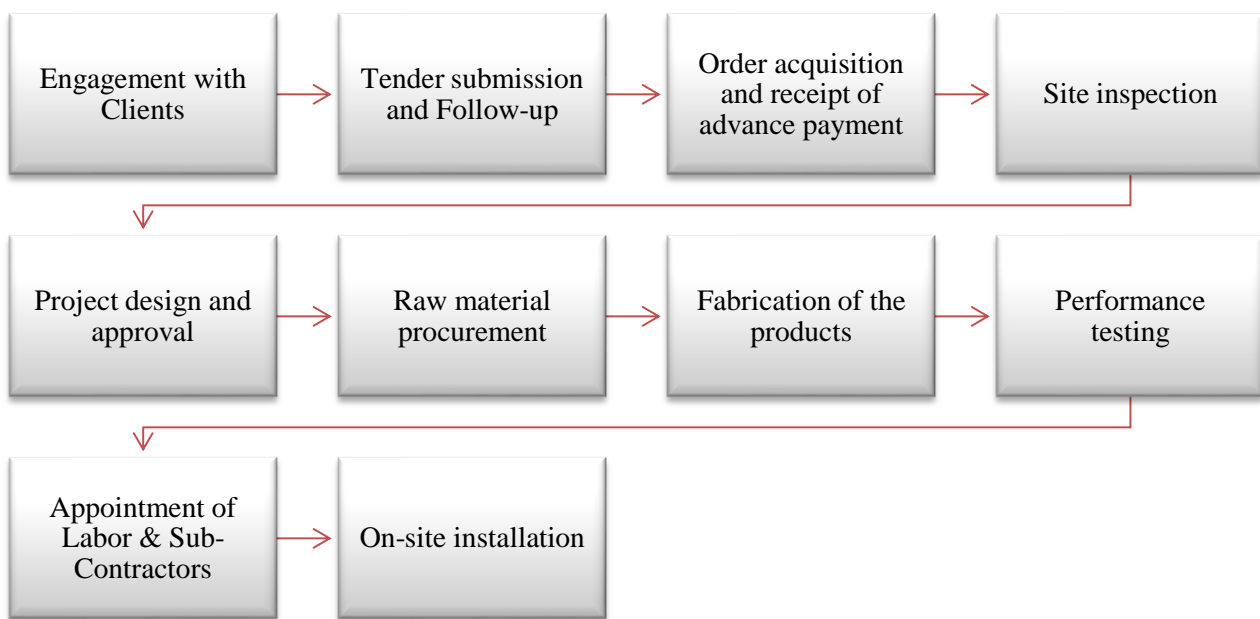 Engagement with
Clients
Tender submission
and Follow-up
Order acquisition
and receipt of
advance payment
Site inspection
Project design and
approval
Raw material
procurement
Fabrication of the
products
Performance
testing
Appointment of
Labor & Sub-
Contractors
On-site installation